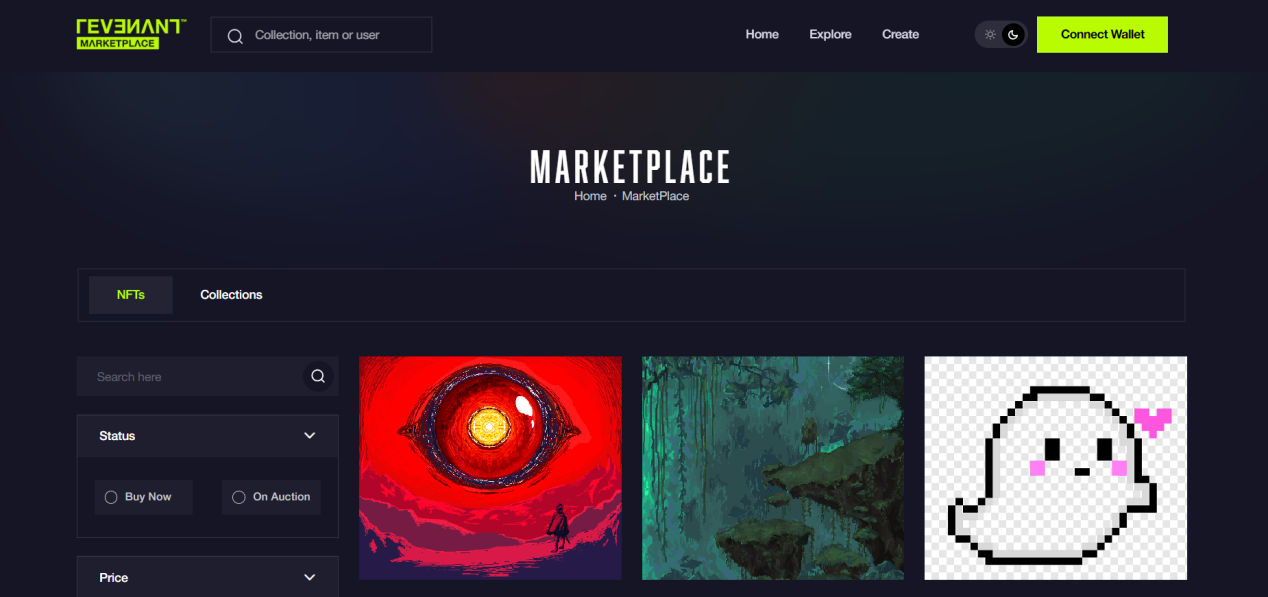 REVENANT™
MARKETPLACE
Collection, item or user
Home
Explore
Create
Connect Wallet
MARKETPLACE
Home · MarketPlace
NFTs
Collections
Search here
Status
Buy Now
On Auction
Price